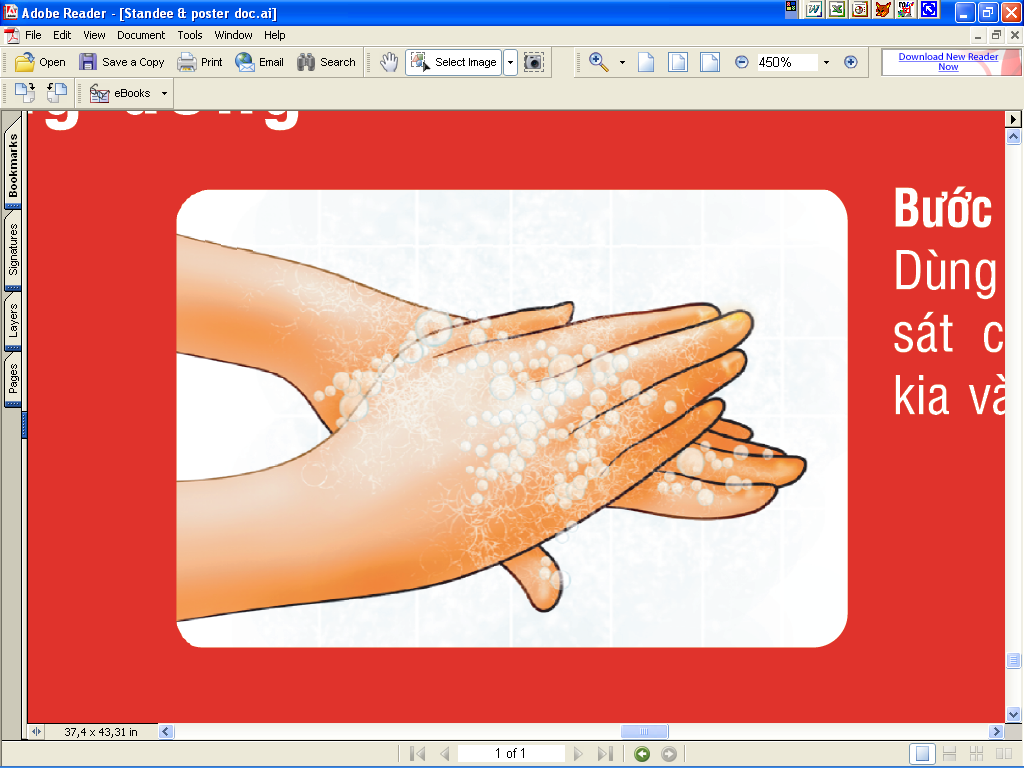 Adobe Reader - [Standee & poster doc.ai]
File Edit View Document Tools Window Help
Open Save a Copy Print Email Search Select Image 450% Download New Reader Now
eBooks
Bookmarks
Signatures
Layers
Pages
Bước
Dùng
sát c
kia và
37,4 x 43,31 in
1 of 1